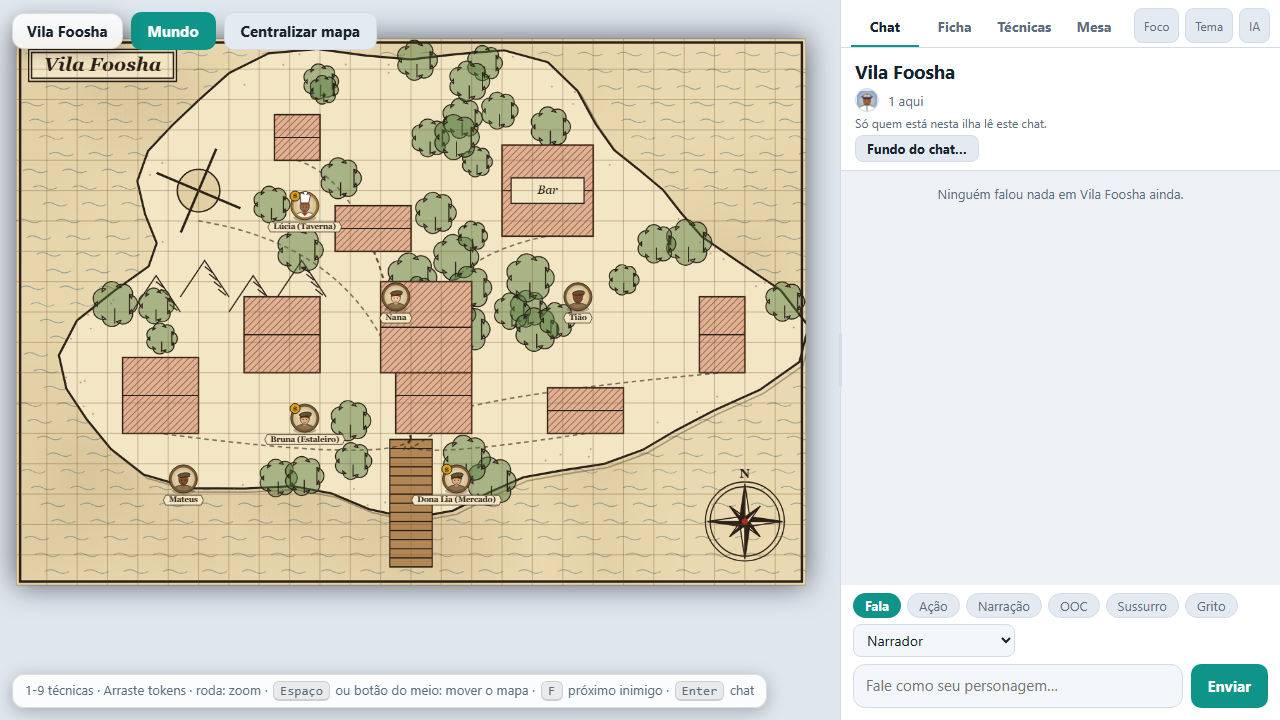 Vila Foosha
Mundo
Centralizar mapa
Vila Foosha
Bar
Lúcia (Taverna)
Nana
Tião
Bruna (Estaleiro)
Mateus
Dona Lia (Mercado)
N
1-9 técnicas · Arraste tokens · roda: zoom · Espaço ou botão do meio: mover o mapa · F próximo inimigo · Enter chat
Chat
Ficha
Técnicas
Mesa
Foco
Tema
IA
Vila Foosha
1 aqui
Só quem está nesta ilha lê este chat.
Fundo do chat...
Ninguém falou nada em Vila Foosha ainda.
Fala
Ação
Narração
OOC
Sussurro
Grito
Narrador
Fale como seu personagem...
Enviar